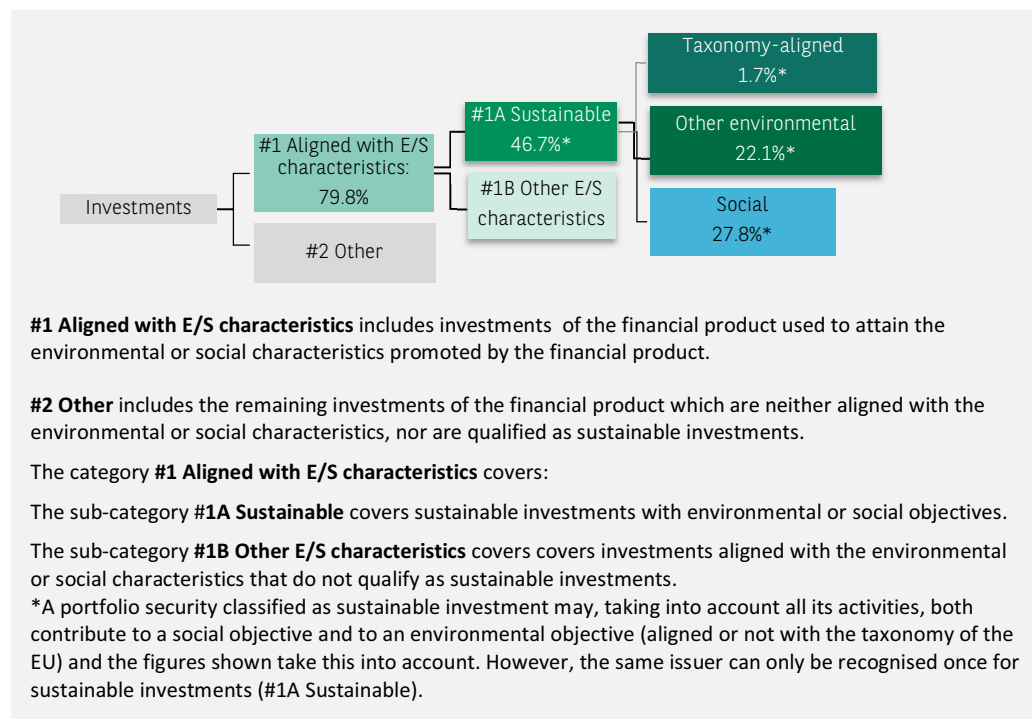 Taxonomy-aligned
1.7%*
#1A Sustainable
46.7%*
Other environmental
22.1%*
#1 Aligned with E/S
characteristics:
79.8%
#1B Other E/S
characteristics
Investments
Social
27.8%*
#2 Other
#1 Aligned with E/S characteristics includes investments of the financial product used to attain the
environmental or social characteristics promoted by the financial product.
#2 Other includes the remaining investments of the financial product which are neither aligned with the
environmental or social characteristics, nor are qualified as sustainable investments.
The category #1 Aligned with E/S characteristics covers:
The sub-category #1A Sustainable covers sustainable investments with environmental or social objectives.
The sub-category #1B Other E/S characteristics covers covers investments aligned with the environmental
or social characteristics that do not qualify as sustainable investments.
*A portfolio security classified as sustainable investment may, taking into account all its activities, both
contribute to a social objective and to an environmental objective (aligned or not with the taxonomy of the
EU) and the figures shown take this into account. However, the same issuer can only be recognised once for
sustainable investments (#1A Sustainable).